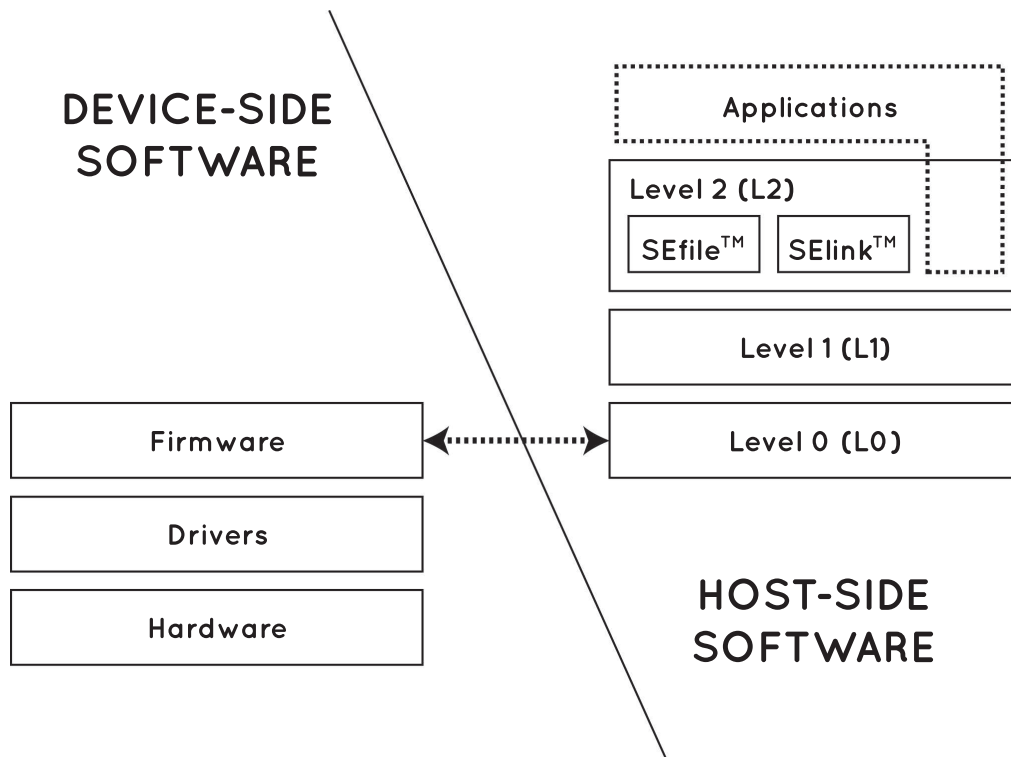 DEVICE-SIDE
SOFTWARE
Applications
Level 2 (L2)
SEfile™
SElink™
Level 1 (L1)
Firmware
Level 0 (L0)
Drivers
Hardware
HOST-SIDE
SOFTWARE